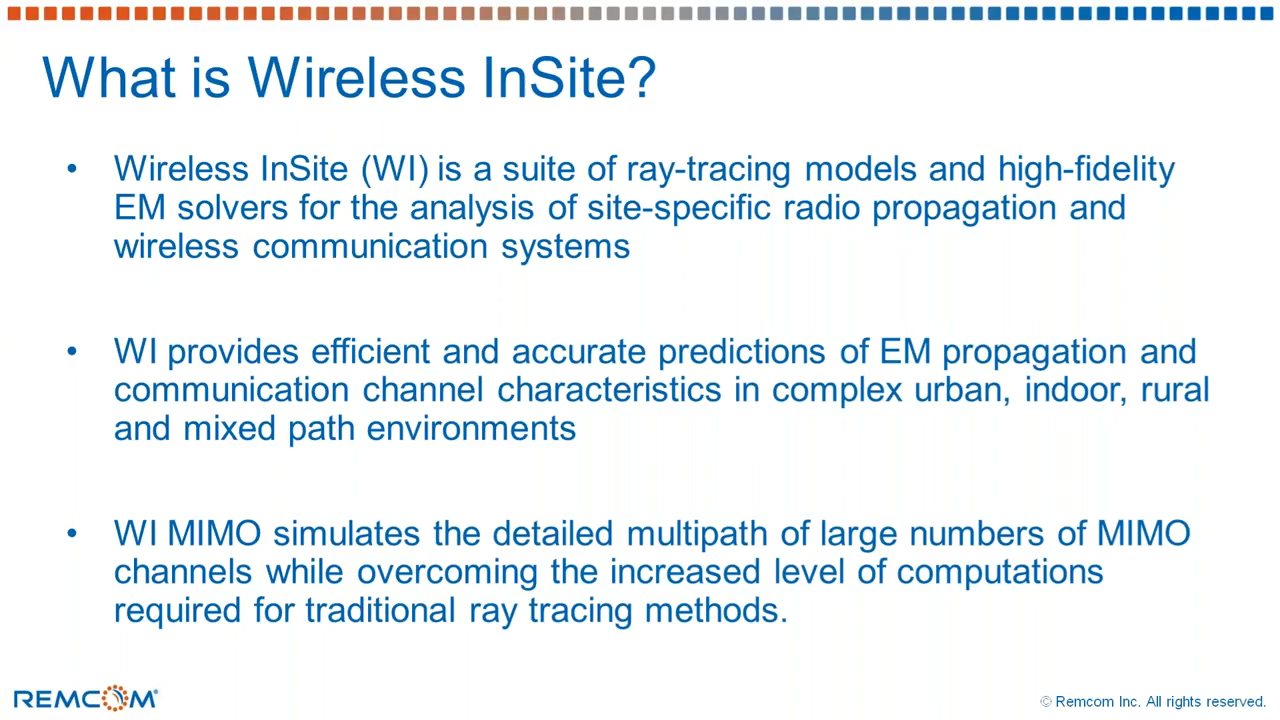 What is Wireless InSite?
• Wireless InSite (WI) is a suite of ray-tracing models and high-fidelity
EM solvers for the analysis of site-specific radio propagation and
wireless communication systems
• WI provides efficient and accurate predictions of EM propagation and
communication channel characteristics in complex urban, indoor, rural
and mixed path environments
• WI MIMO simulates the detailed multipath of large numbers of MIMO
channels while overcoming the increased level of computations
required for traditional ray tracing methods.
REMCOM®
© Remcom Inc. All rights reserved.